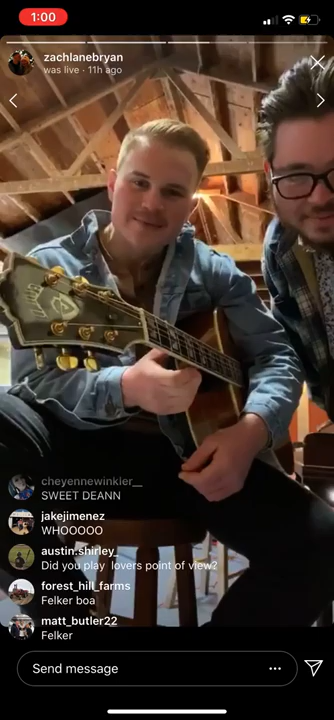 1:00
zachlanebryan
was live · 11h ago
cheyennewinkler__
SWEET DEANN
jakejimenez
WHOOOOO
austin.shirley_
Did you play lovers point of view?
forest_hill_farms
Felker boa
matt_butler22
Felker
Send message